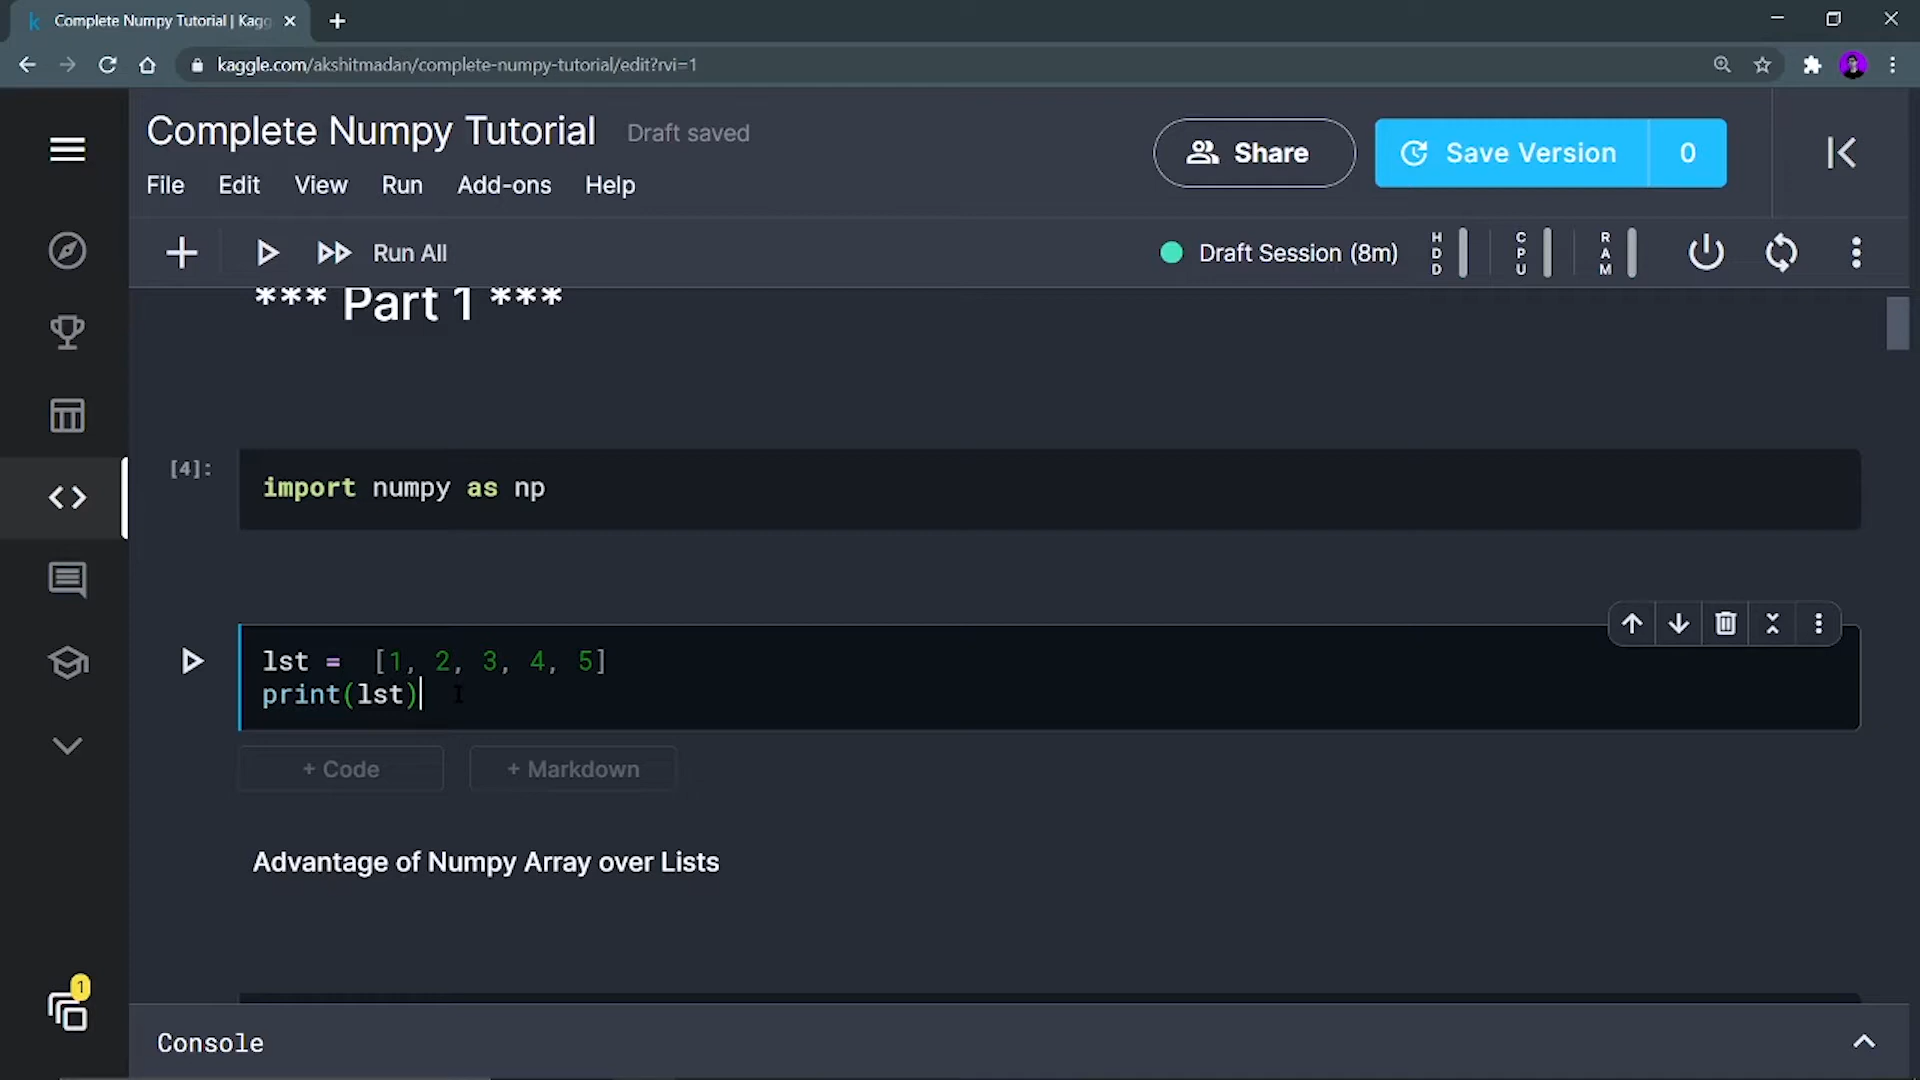 Complete Numpy Tutorial | Kagg
kaggle.com/akshitmadan/complete-numpy-tutorial/edit?rvi=1
Complete Numpy Tutorial Draft saved
Share
Save Version 0
File Edit View Run Add-ons Help
Run All
Draft Session (8m) HDD CPU RAM
*** Part 1 ***
[4]:
import numpy as np
lst =  [1, 2, 3, 4, 5]
print(lst)
+ Code + Markdown
Advantage of Numpy Array over Lists
1
Console